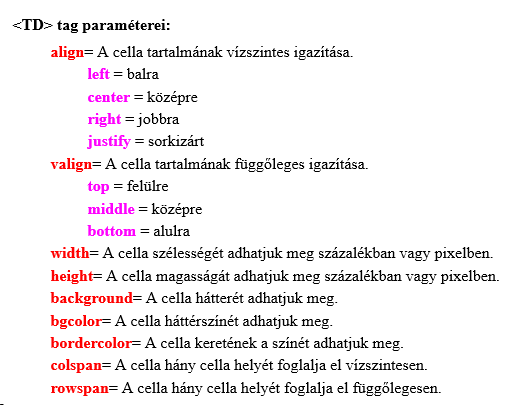 <TD> tag paraméterei:
align= A cella tartalmának vízszintes igazítása.
left = balra
center = középre
right = jobbra
justify = sorkizárt
valign= A cella tartalmának függőleges igazítása.
top = felülre
middle = középre
bottom = alulra
width= A cella szélességét adhatjuk meg százalékban vagy pixelben.
height= A cella magasságát adhatjuk meg százalékban vagy pixelben.
background= A cella hátterét adhatjuk meg.
bgcolor= A cella háttérszínét adhatjuk meg.
bordercolor= A cella keretének a színét adhatjuk meg.
colspan= A cella hány cella helyét foglalja el vízszintesen.
rowspan= A cella hány cella helyét foglalja el függőlegesen.